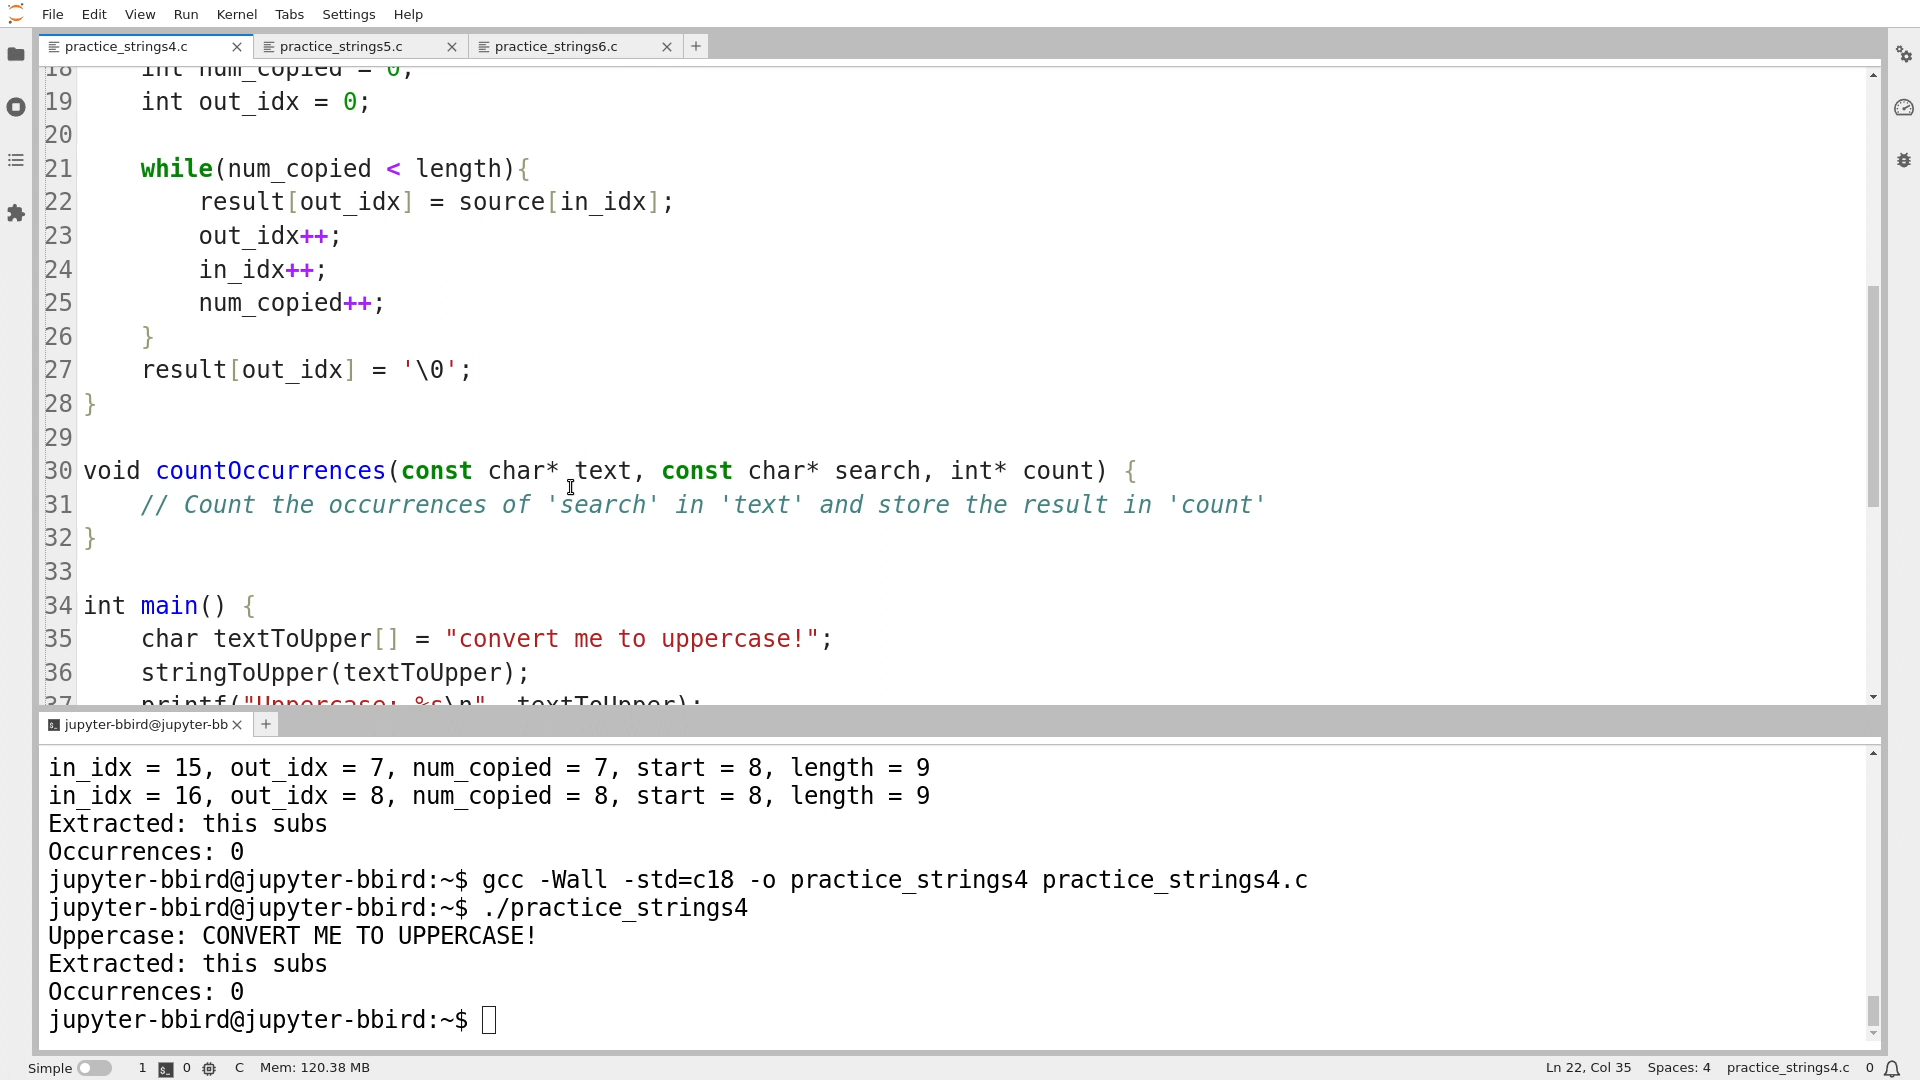 File Edit View Run Kernel Tabs Settings Help
practice_strings4.c practice_strings5.c practice_strings6.c
18     int num_copied = 0;
19     int out_idx = 0;
20
21     while(num_copied < length){
22         result[out_idx] = source[in_idx];
23         out_idx++;
24         in_idx++;
25         num_copied++;
26     }
27     result[out_idx] = '\0';
28 }
29
30 void countOccurrences(const char* text, const char* search, int* count) {
31     // Count the occurrences of 'search' in 'text' and store the result in 'count'
32 }
33
34 int main() {
35     char textToUpper[] = "convert me to uppercase!";
36     stringToUpper(textToUpper);
37     printf("Uppercase: %s\n", textToUpper);
jupyter-bbird@jupyter-bb
in_idx = 15, out_idx = 7, num_copied = 7, start = 8, length = 9
in_idx = 16, out_idx = 8, num_copied = 8, start = 8, length = 9
Extracted: this subs
Occurrences: 0
jupyter-bbird@jupyter-bbird:~$ gcc -Wall -std=c18 -o practice_strings4 practice_strings4.c
jupyter-bbird@jupyter-bbird:~$ ./practice_strings4
Uppercase: CONVERT ME TO UPPERCASE!
Extracted: this subs
Occurrences: 0
jupyter-bbird@jupyter-bbird:~$
Simple 1 0 C Mem: 120.38 MB Ln 22, Col 35 Spaces: 4 practice_strings4.c 0